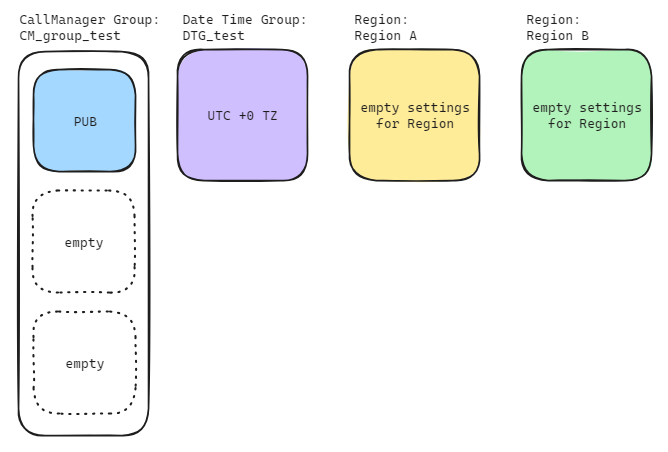 CallManager Group:
CM_group_test
PUB
empty
empty
Date Time Group:
DTG_test
UTC +0 TZ
Region:
Region A
empty settings
for Region
Region:
Region B
empty settings
for Region